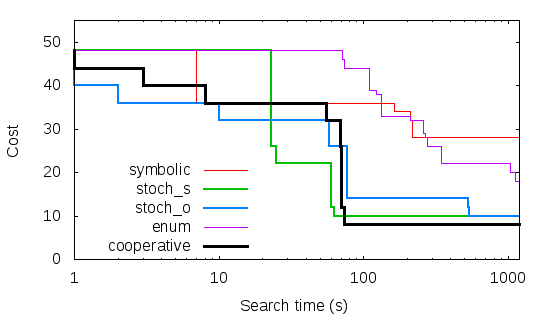 50
40
30
20
10
0
Cost
symbolic
stoch_s
stoch_o
enum
cooperative
1 10 100 1000
Search time (s)